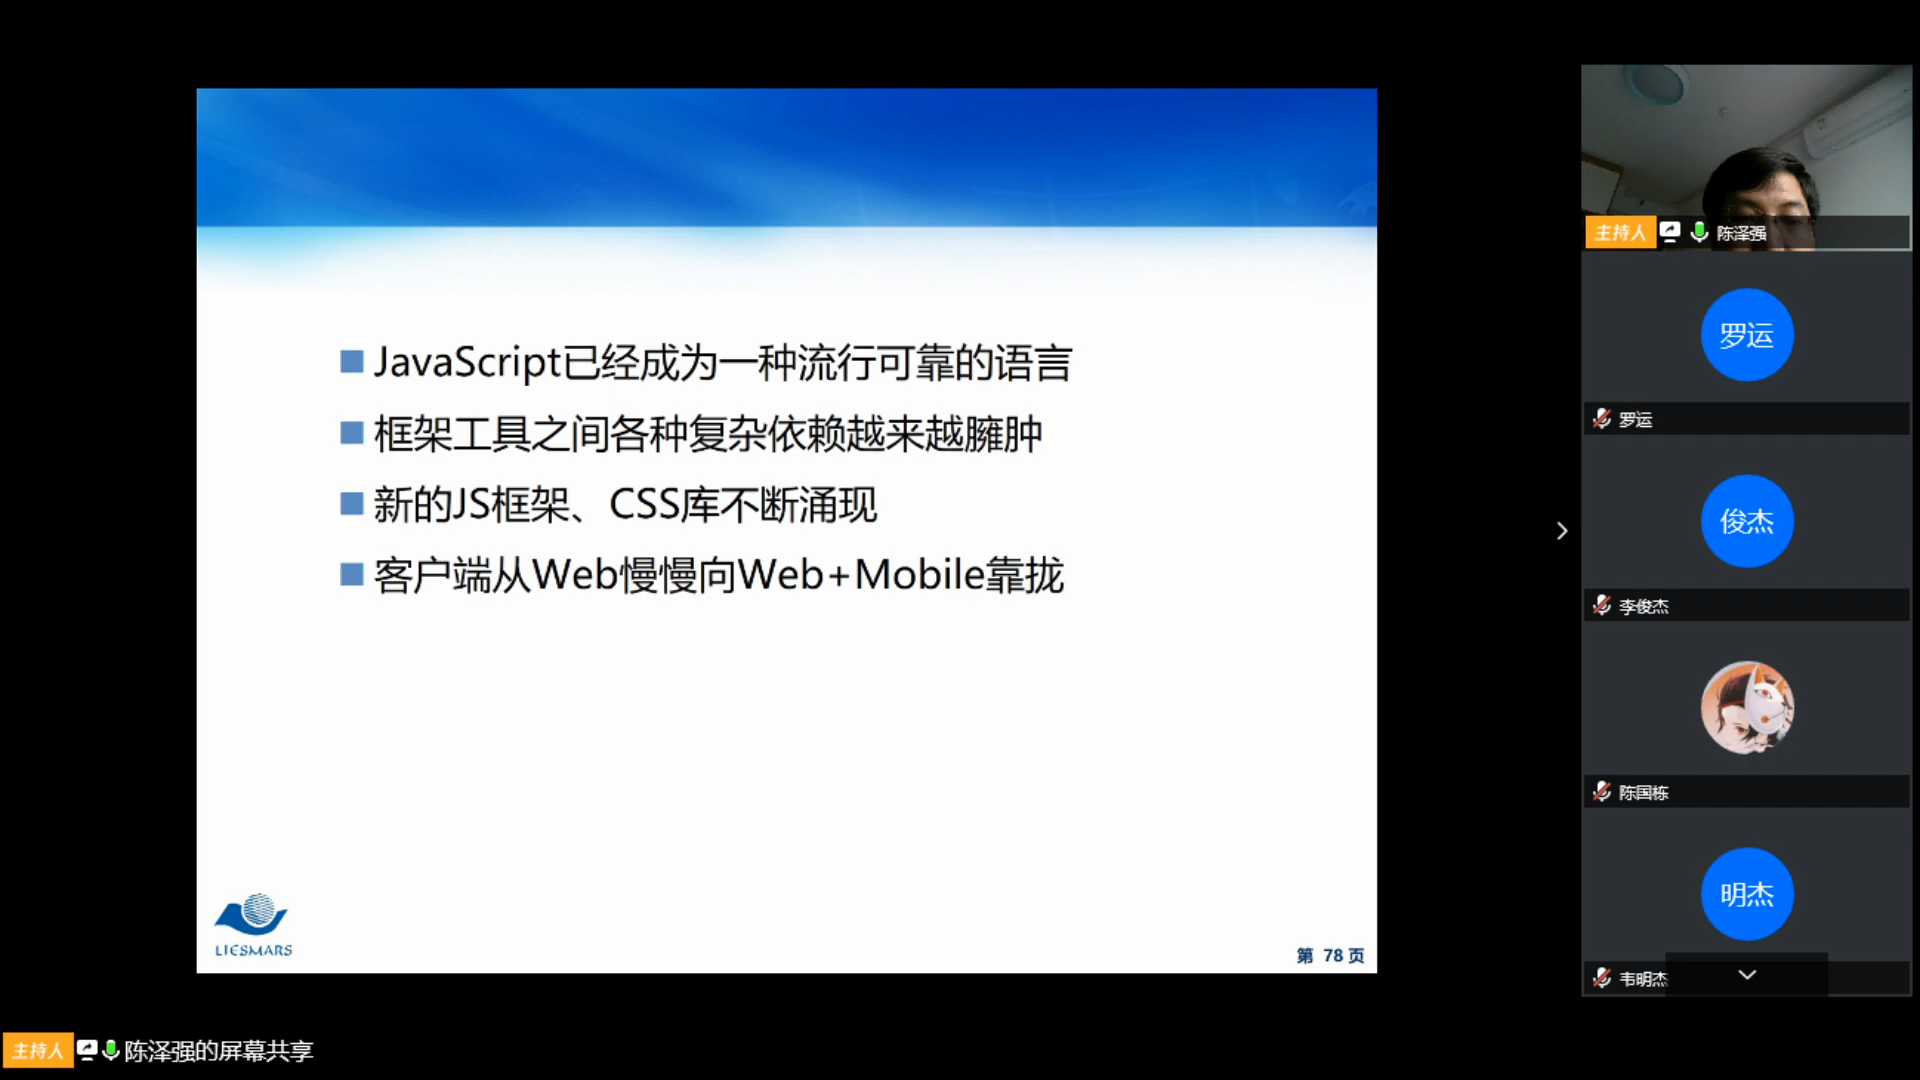 JavaScript已经成为一种流行可靠的语言
框架工具之间各种复杂依赖越来越臃肿
新的JS框架、CSS库不断涌现
客户端从Web慢慢向Web+Mobile靠拢
LIESMARS
第 78 页
主持人 陈泽强
罗运
罗运
俊杰
李俊杰
陈国栋
明杰
韦明杰
主持人 陈泽强的屏幕共享